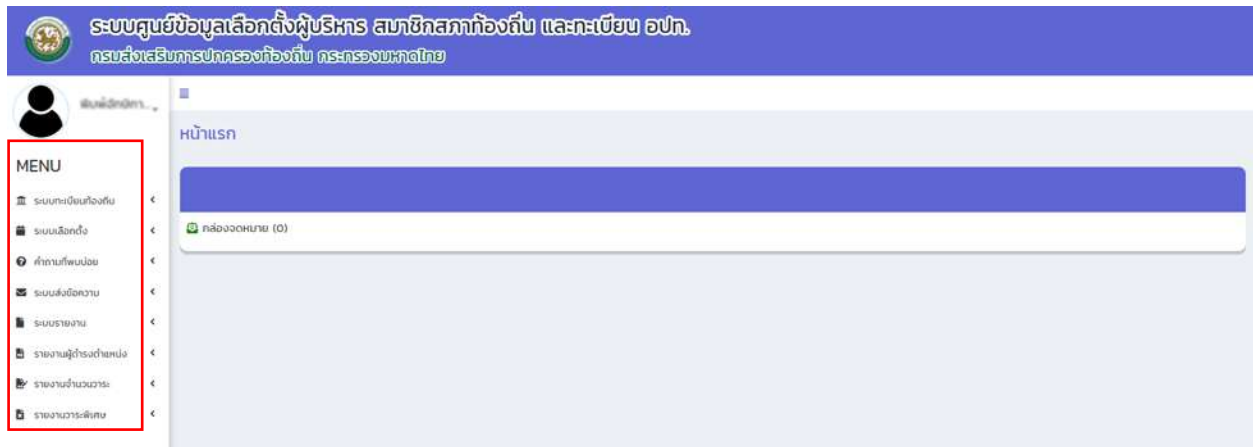 ระบบศูนย์ข้อมูลเลือกตั้งผู้บริหาร สมาชิกสภาท้องถิ่น และทะเบียน อปท.
กรมส่งเสริมการปกครองท้องถิ่น กระทรวงมหาดไทย
หน้าแรก
MENU
ระบบทะเบียนท้องถิ่น
ระบบเลือกตั้ง
คำถามที่พบบ่อย
ระบบส่งข้อความ
ระบบรายงาน
รายงานผู้ดำรงตำแหน่ง
รายงานจำนวนวาระ
รายงานวาระพิเศษ
กล่องจดหมาย (0)